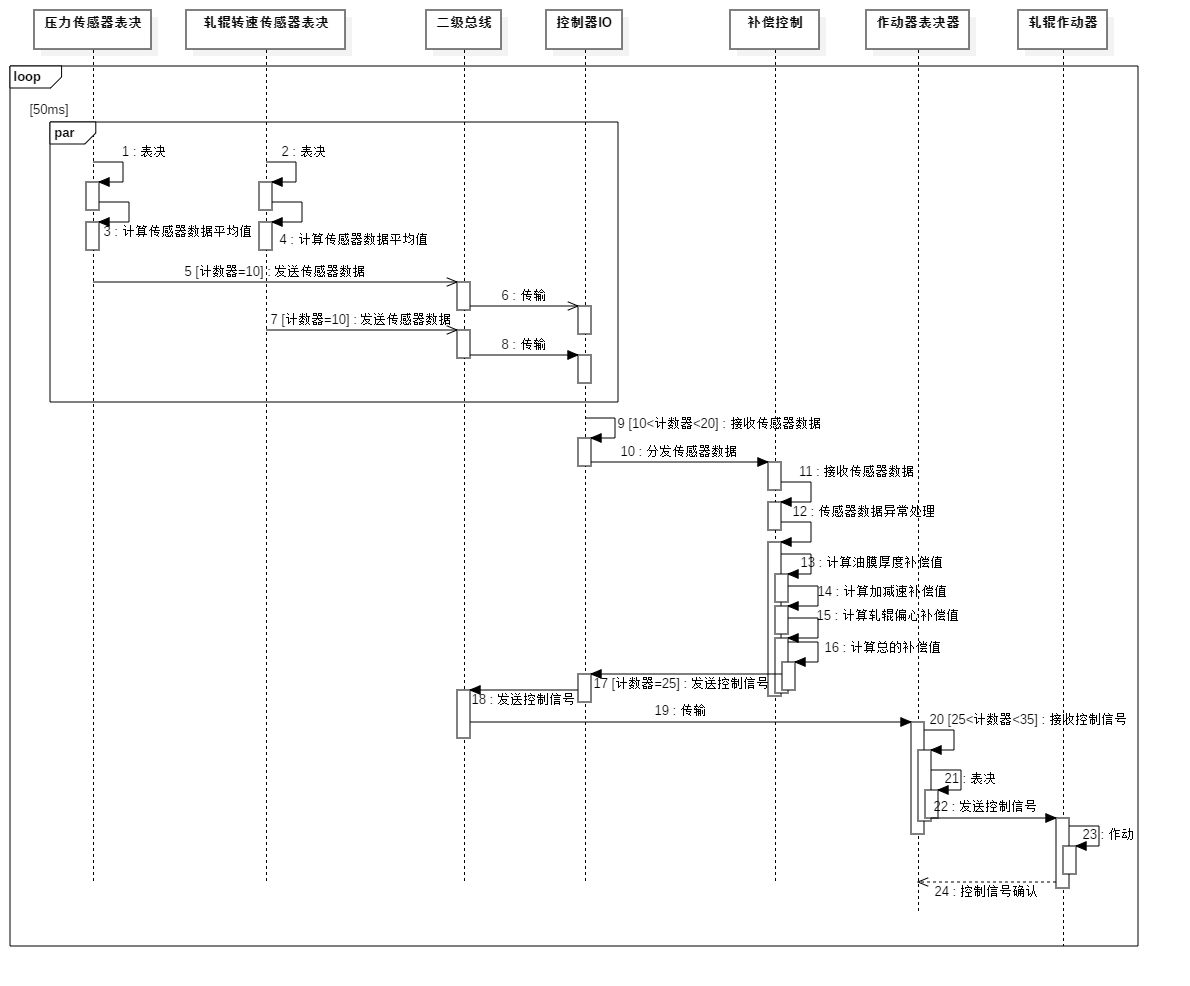 压力传感器表决
轧辊转速传感器表决
二级总线
控制器IO
补偿控制
作动器表决器
轧辊作动器
loop
[50ms]
par
1 : 表决
2 : 表决
3 : 计算传感器数据平均值
4 : 计算传感器数据平均值
5 [计数器=10] : 发送传感器数据
6 : 传输
7 [计数器=10] : 发送传感器数据
8 : 传输
9 [10<计数器<20] : 接收传感器数据
10 : 分发传感器数据
11 : 接收传感器数据
12 : 传感器数据异常处理
13 : 计算油膜厚度补偿值
14 : 计算加减速补偿值
15 : 计算轧辊偏心补偿值
16 : 计算总的补偿值
17 [计数器=25] : 发送控制信号
18 : 发送控制信号
19 : 传输
20 [25<计数器<35] : 接收控制信号
21 : 表决
22 : 发送控制信号
23 : 作动
24 : 控制信号确认